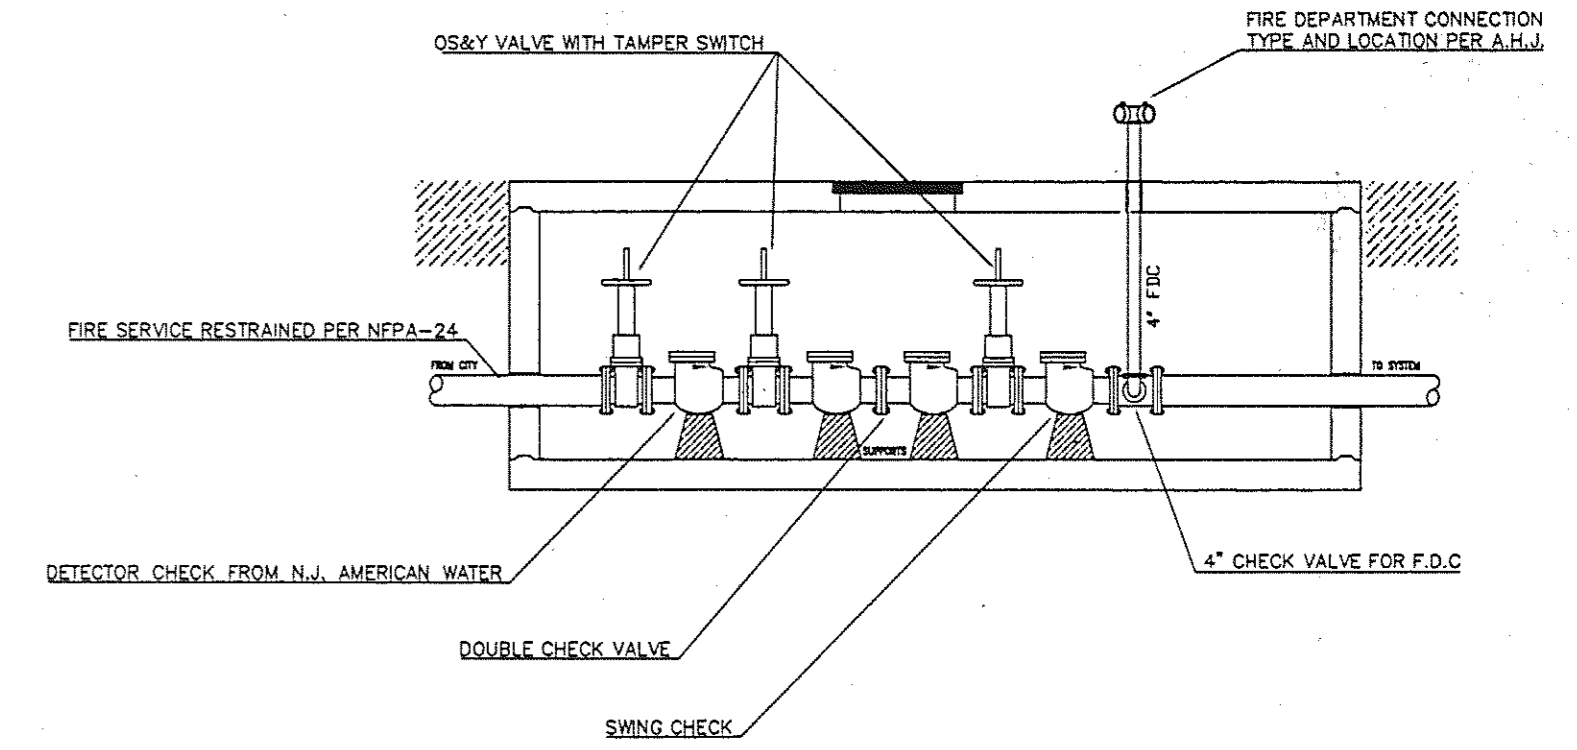 FIRE DEPARTMENT CONNECTION
TYPE AND LOCATION PER A.H.J.
OS&Y VALVE WITH TAMPER SWITCH
4" FDC
FIRE SERVICE RESTRAINED PER NFPA-24
FROM CITY
TO SYSTEM
SUPPORTS
4" CHECK VALVE FOR F.D.C
DETECTOR CHECK FROM N.J. AMERICAN WATER
DOUBLE CHECK VALVE
SWING CHECK